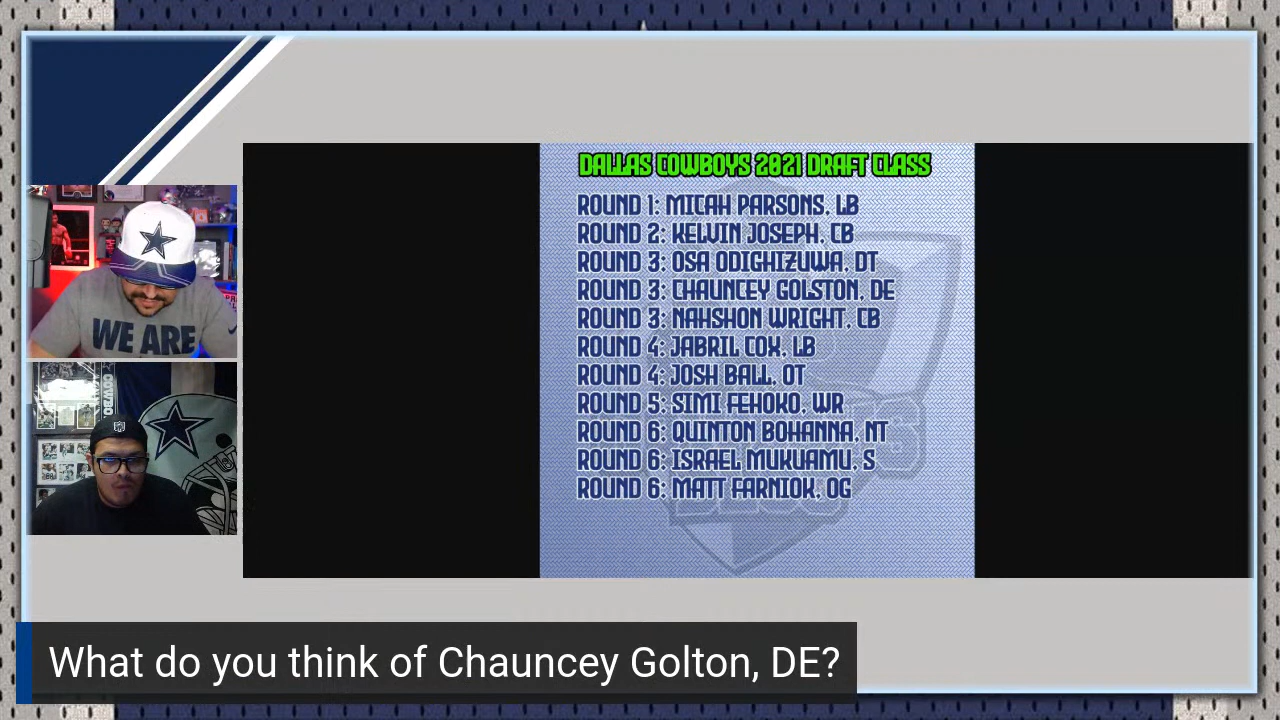 DALLAS COWBOYS 2021 DRAFT CLASS
ROUND 1: MICAH PARSONS, LB
ROUND 2: KELVIN JOSEPH, CB
ROUND 3: OSA ODIGHIZUWA, DT
ROUND 3: CHAUNCEY GOLSTON, DE
ROUND 3: NAHSHON WRIGHT, CB
ROUND 4: JABRIL COX, LB
ROUND 4: JOSH BALL, OT
ROUND 5: SIMI FEHOKO, WR
ROUND 6: QUINTON BOHANNA, NT
ROUND 6: ISRAEL MUKUAMU, S
ROUND 6: MATT FARNIOK, OG
WE ARE
What do you think of Chauncey Golton, DE?